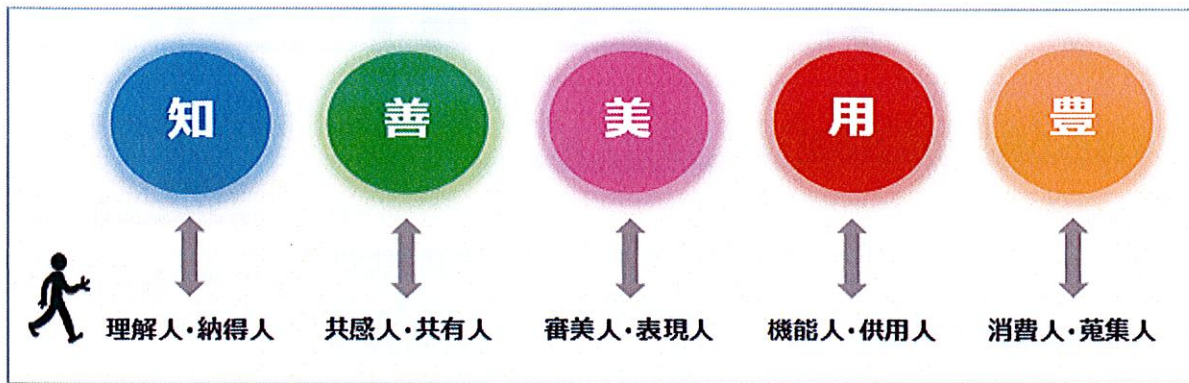 知 善 美 用 豊
理解人・納得人 共感人・共有人 審美人・表現人 機能人・供用人 消費人・蒐集人